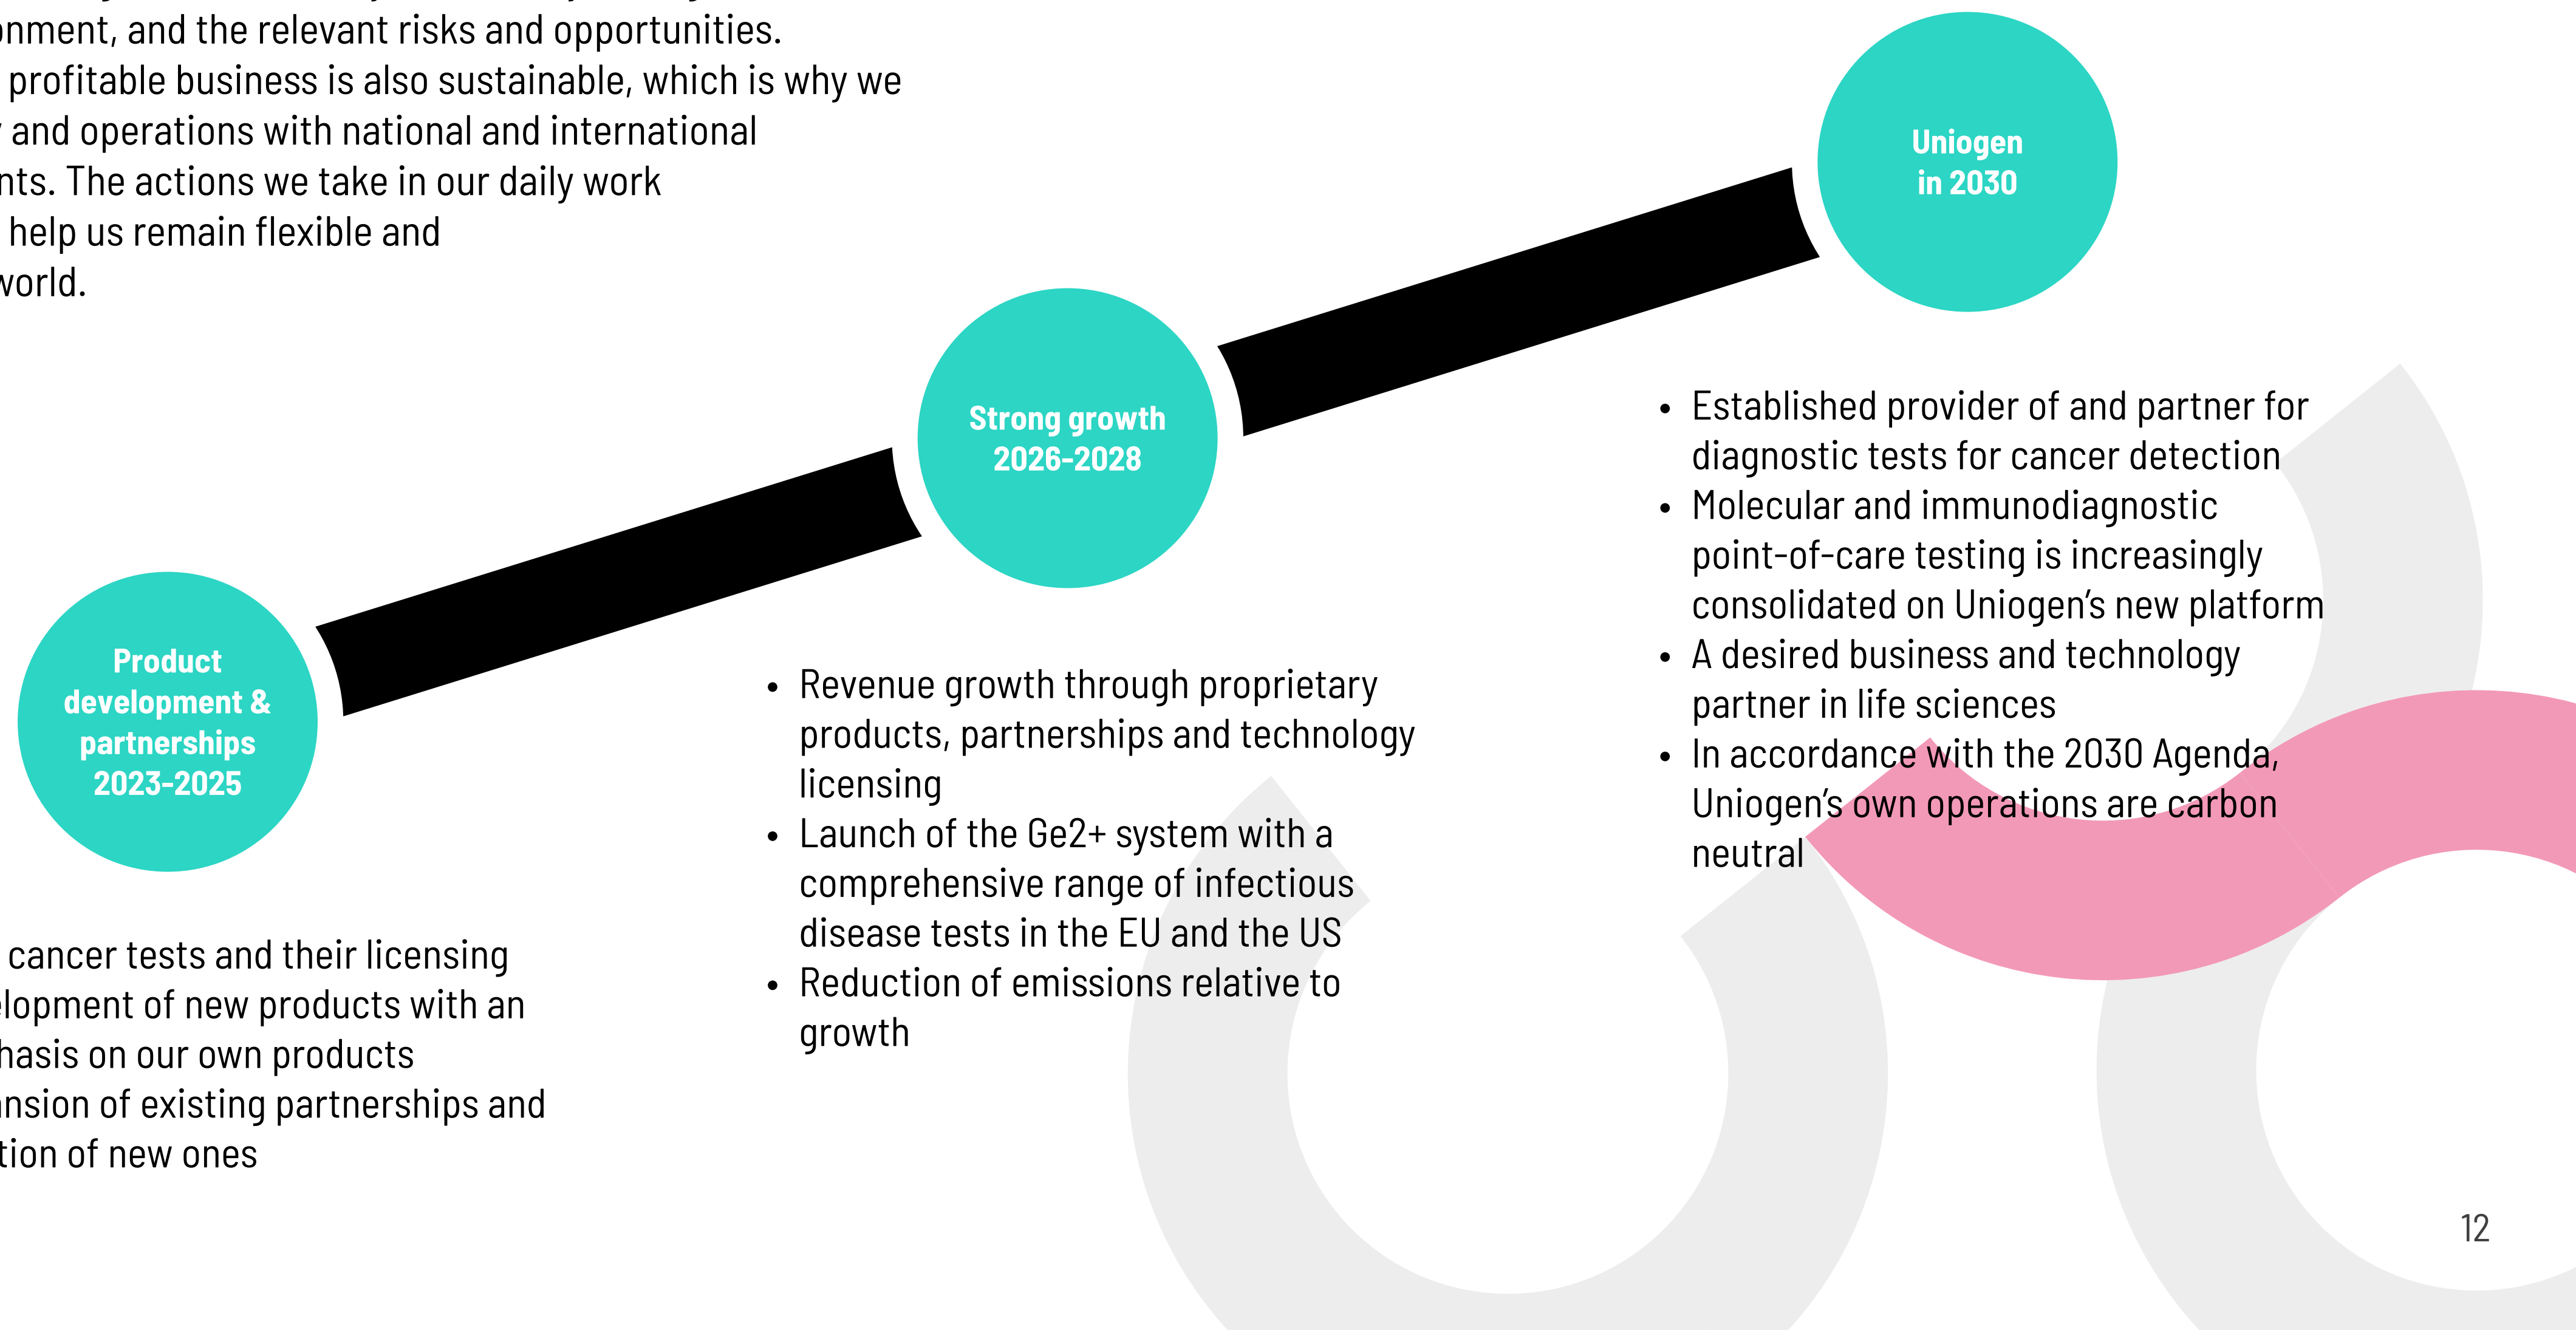 and the relevant risks and opportunities.
profitable business is also sustainable, which is why we
and operations with national and international
The actions we take in our daily work
help us remain flexible and
world.
Product
development &
partnerships
2023-2025
cancer tests and their licensing
of new products with an
on our own products
of existing partnerships and
of new ones
Strong growth
2026-2028
• Revenue growth through proprietary
products, partnerships and technology
licensing
• Launch of the Ge2+ system with a
comprehensive range of infectious
disease tests in the EU and the US
• Reduction of emissions relative to
growth
Uniogen
in 2030
• Established provider of and partner for
diagnostic tests for cancer detection
• Molecular and immunodiagnostic
point-of-care testing is increasingly
consolidated on Uniogen’s new platform
• A desired business and technology
partner in life sciences
• In accordance with the 2030 Agenda,
Uniogen’s own operations are carbon
neutral
12